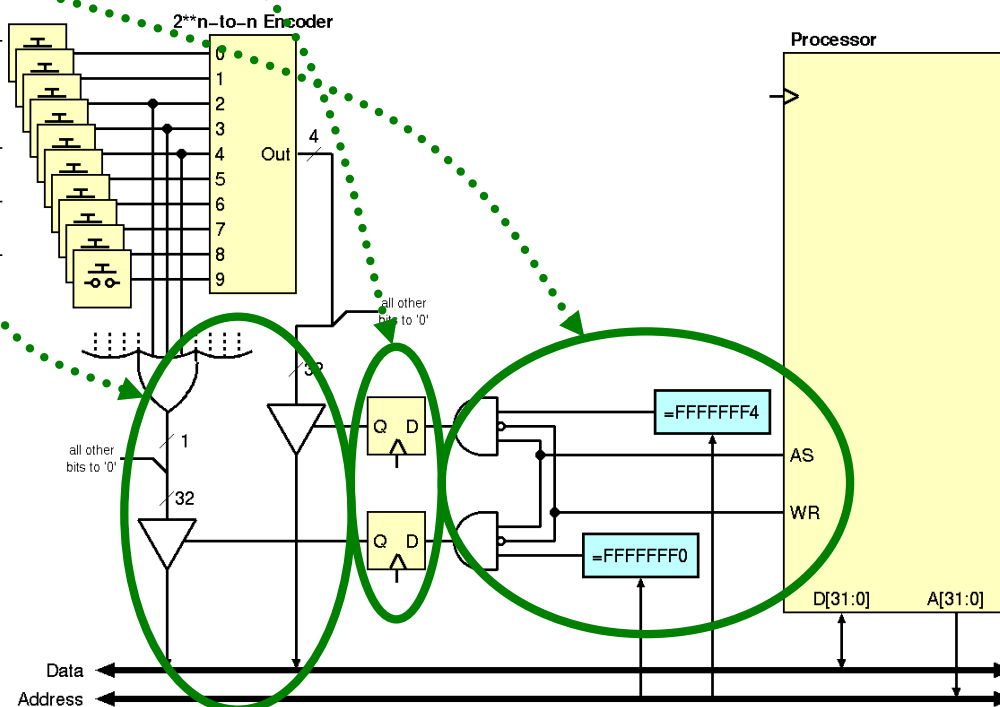 2**n-to-n Encoder
Processor
0
1
2
3
4
5
6
7
8
9
Out
4
all other
bits to '0'
32
Q D
=FFFFFFF4
AS
1
all other
bits to '0'
32
WR
Q D
=FFFFFFF0
D[31:0]
A[31:0]
Data
Address